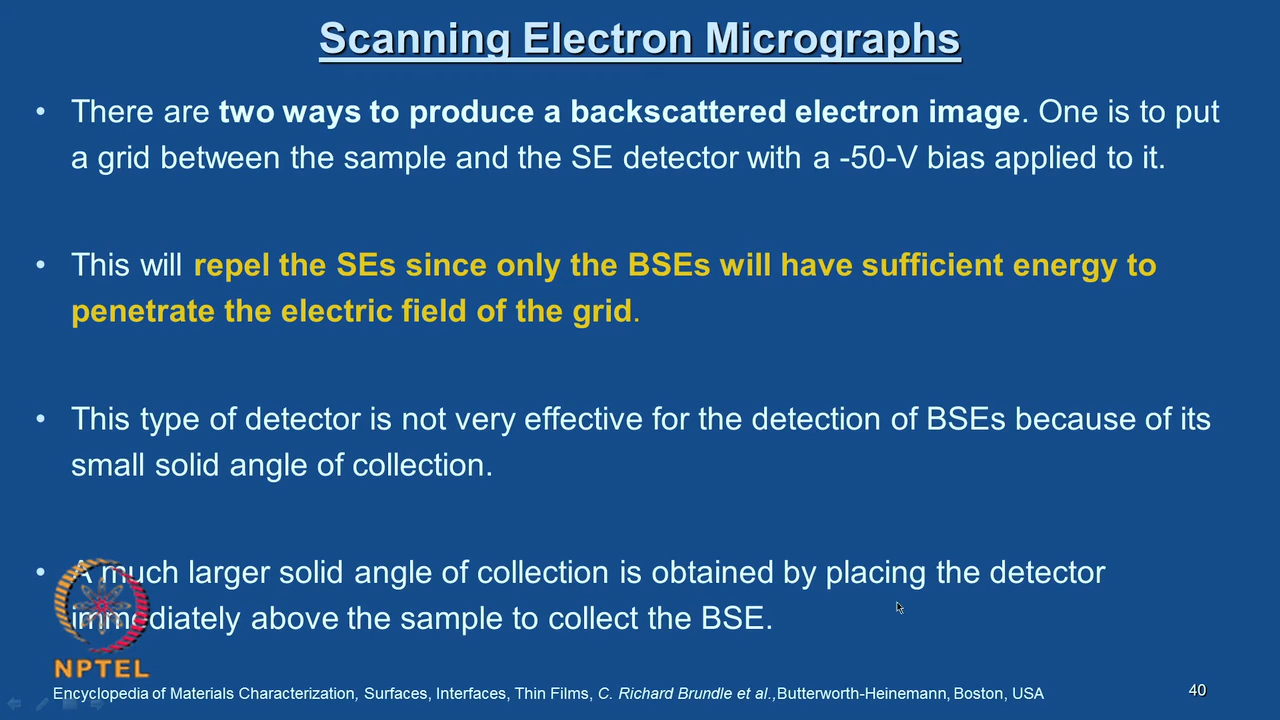 Scanning Electron Micrographs
• There are two ways to produce a backscattered electron image. One is to put
a grid between the sample and the SE detector with a -50-V bias applied to it.
• This will repel the SEs since only the BSEs will have sufficient energy to
penetrate the electric field of the grid.
• This type of detector is not very effective for the detection of BSEs because of its
small solid angle of collection.
• A much larger solid angle of collection is obtained by placing the detector
immediately above the sample to collect the BSE.
NPTEL
Encyclopedia of Materials Characterization, Surfaces, Interfaces, Thin Films, C. Richard Brundle et al.,Butterworth-Heinemann, Boston, USA
40